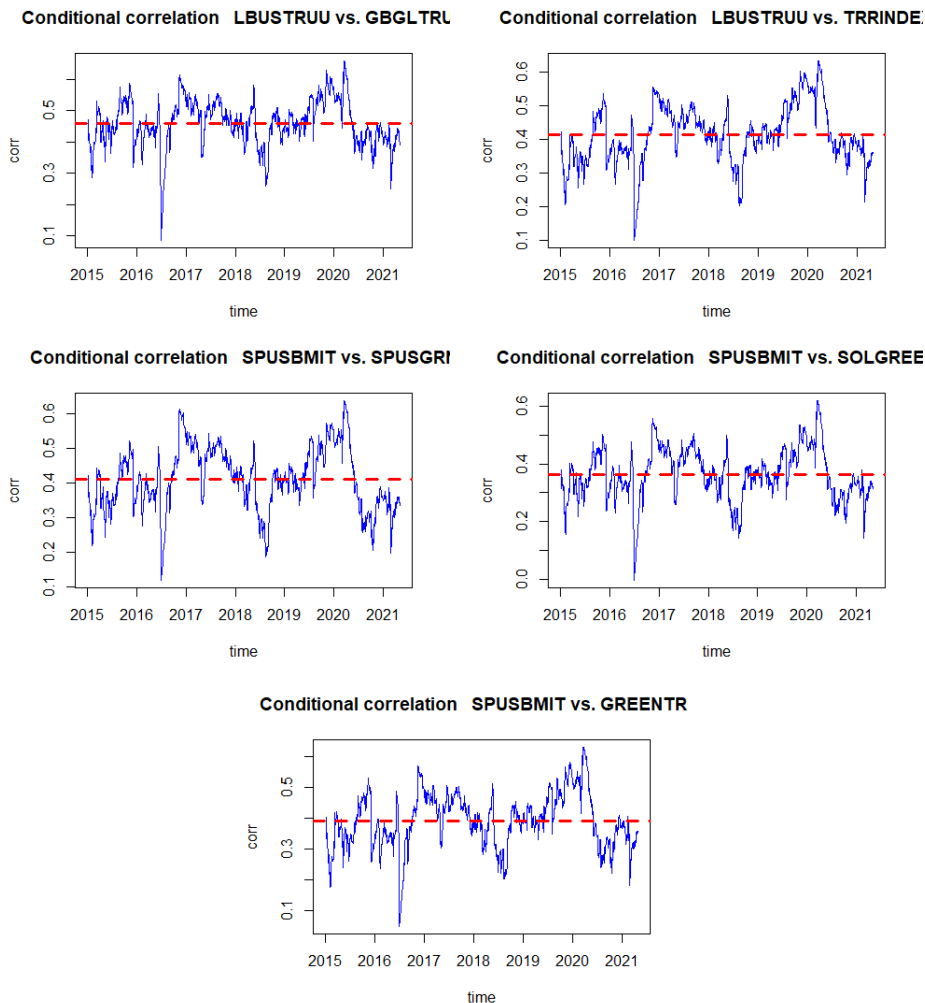 Conditional correlation LBUSTRUU vs. GBGLTRU
corr
0.1 0.3 0.5
2015 2016 2017 2018 2019 2020 2021
time
Conditional correlation LBUSTRUU vs. TRRINDE
corr
0.1 0.2 0.3 0.4 0.5 0.6
2015 2016 2017 2018 2019 2020 2021
time
Conditional correlation SPUSBMIT vs. SPUSGRN
corr
0.1 0.2 0.3 0.4 0.5 0.6
2015 2016 2017 2018 2019 2020 2021
time
Conditional correlation SPUSBMIT vs. SOLGREE
corr
0.0 0.2 0.4 0.6
2015 2016 2017 2018 2019 2020 2021
time
Conditional correlation SPUSBMIT vs. GREENTR
corr
0.1 0.3 0.5
2015 2016 2017 2018 2019 2020 2021
time